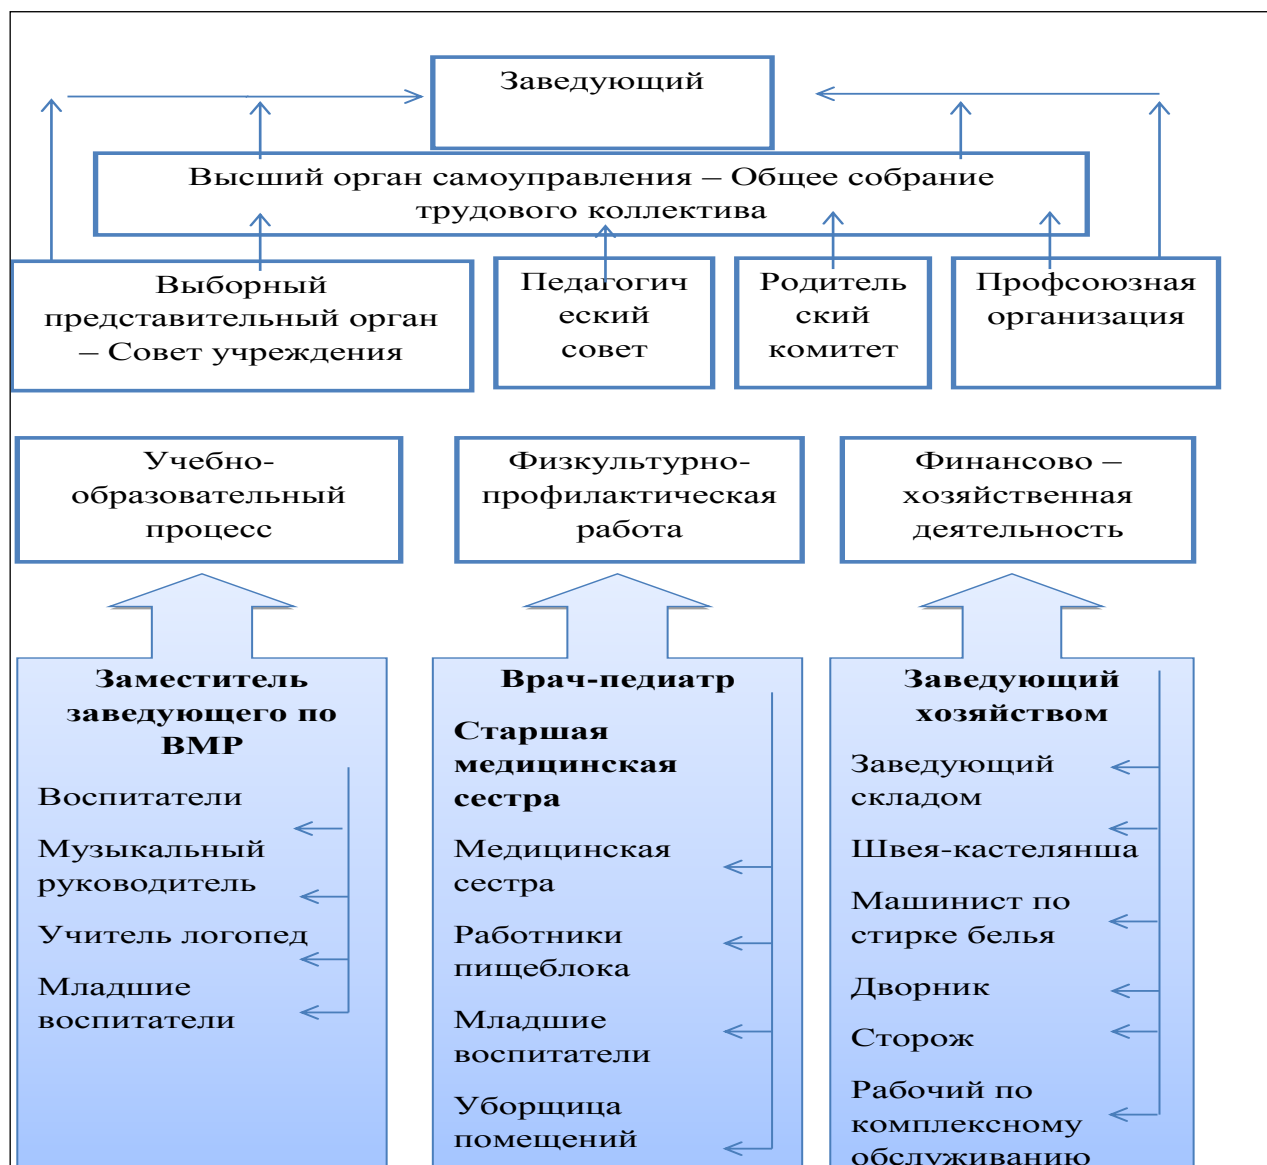 Заведующий
Высший орган самоуправления – Общее собрание
трудового коллектива
Выборный
представительный орган
– Совет учреждения
Педагогич
еский
совет
Родитель
ский
комитет
Профсоюзная
организация
Учебно-
образовательный
процесс
Физкультурно-
профилактическая
работа
Финансово –
хозяйственная
деятельность
Заместитель
заведующего по
ВМР
Воспитатели
Музыкальный
руководитель
Учитель логопед
Младшие
воспитатели
Врач-педиатр
Старшая
медицинская
сестра
Медицинская
сестра
Работники
пищеблока
Младшие
воспитатели
Уборщица
помещений
Заведующий
хозяйством
Заведующий
складом
Швея-кастелянша
Машинист по
стирке белья
Дворник
Сторож
Рабочий по
комплексному
обслуживанию